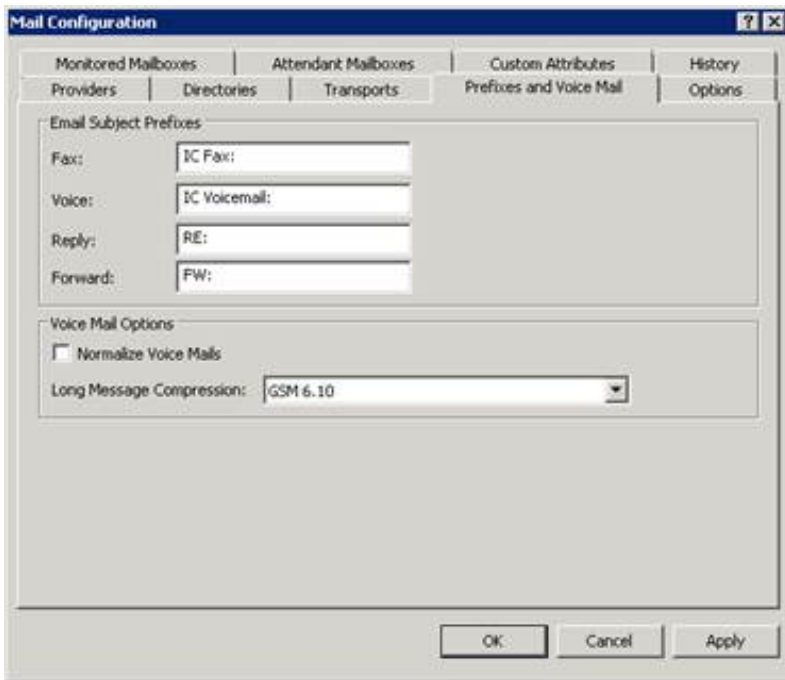 Mail Configuration
Monitored Mailboxes Attendant Mailboxes Custom Attributes History
Providers Directories Transports Prefixes and Voice Mail Options
Email Subject Prefixes
Fax: IC Fax:
Voice: IC Voicemail:
Reply: RE:
Forward: FW:
Voice Mail Options
Normalize Voice Mails
Long Message Compression: GSM 6.10
OK Cancel Apply